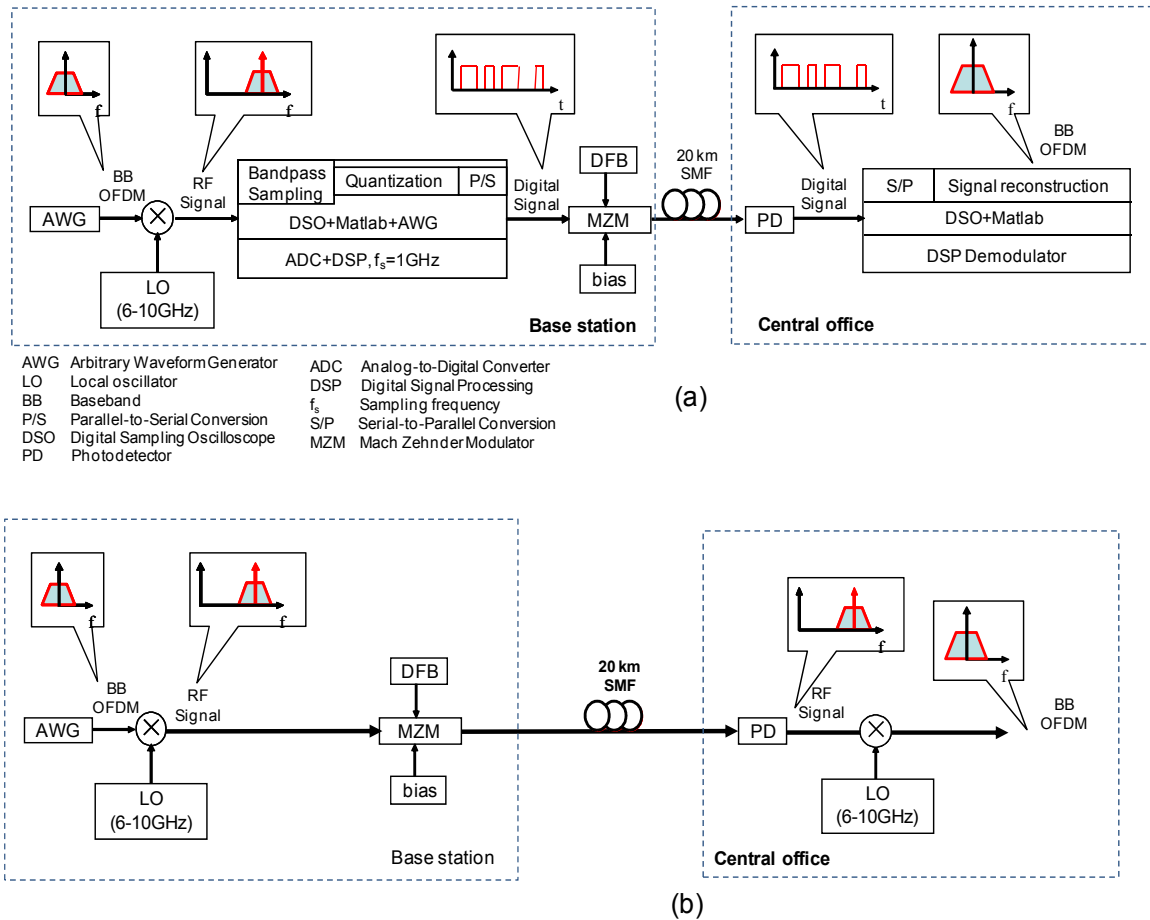 f
f
t
t
f
BB
OFDM
RF
Signal
Bandpass
Sampling
Quantization
P/S
Digital
Signal
DFB
20 km
SMF
Digital
Signal
BB
OFDM
S/P
Signal reconstruction
AWG
DSO+Matlab+AWG
MZM
PD
DSO+Matlab
ADC+DSP, fs=1GHz
DSP Demodulator
LO
(6-10GHz)
bias
Base station
Central office
AWG Arbitrary Waveform Generator
LO Local oscillator
BB Baseband
P/S Parallel-to-Serial Conversion
DSO Digital Sampling Oscilloscope
PD Photodetector
ADC Analog-to-Digital Converter
DSP Digital Signal Processing
fs Sampling frequency
S/P Serial-to-Parallel Conversion
MZM Mach Zehnder Modulator
(a)
f
f
f
f
BB
OFDM
RF
Signal
DFB
20 km
SMF
RF
Signal
BB
OFDM
AWG
MZM
PD
LO
(6-10GHz)
bias
LO
(6-10GHz)
Base station
Central office
(b)